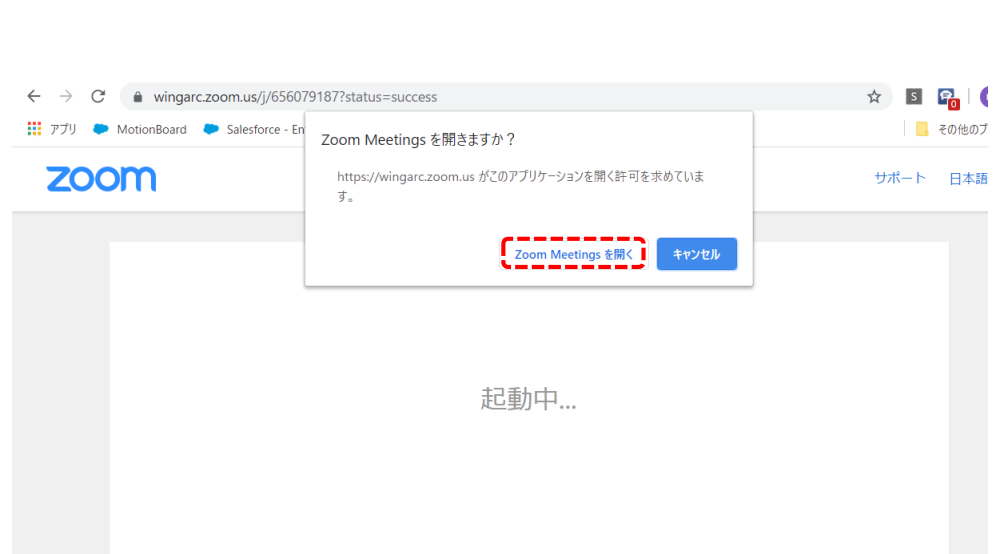 wingarc.zoom.us/j/656079187?status=success
S
0
アプリ MotionBoard Salesforce - En
その他のブ
Zoom Meetings を開きますか？
https://wingarc.zoom.us がこのアプリケーションを開く許可を求めていま
す。
Zoom Meetings を開く キャンセル
zoom
サポート 日本語
起動中...